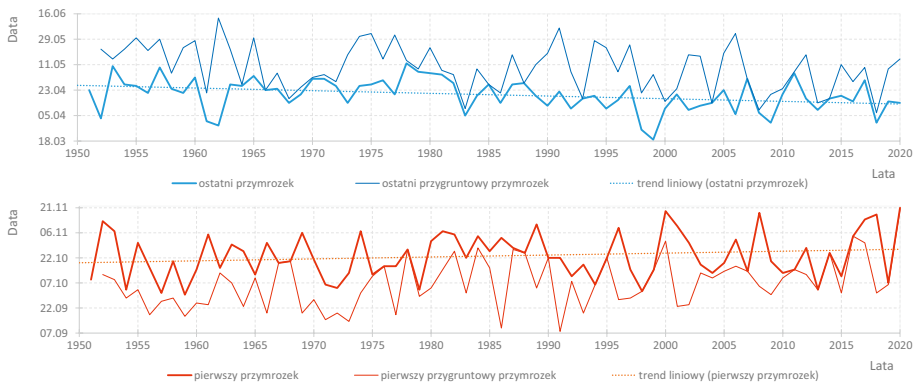 Data
16.06
29.05
11.05
23.04
05.04
18.03
1950 1955 1960 1965 1970 1975 1980 1985 1990 1995 2000 2005 2010 2015 2020
Lata
ostatni przymrozek ostatni przygruntowy przymrozek trend liniowy (ostatni przymrozek)
Data
21.11
06.11
22.10
07.10
22.09
07.09
1950 1955 1960 1965 1970 1975 1980 1985 1990 1995 2000 2005 2010 2015 2020
Lata
pierwszy przymrozek pierwszy przygruntowy przymrozek trend liniowy (pierwszy przymrozek)